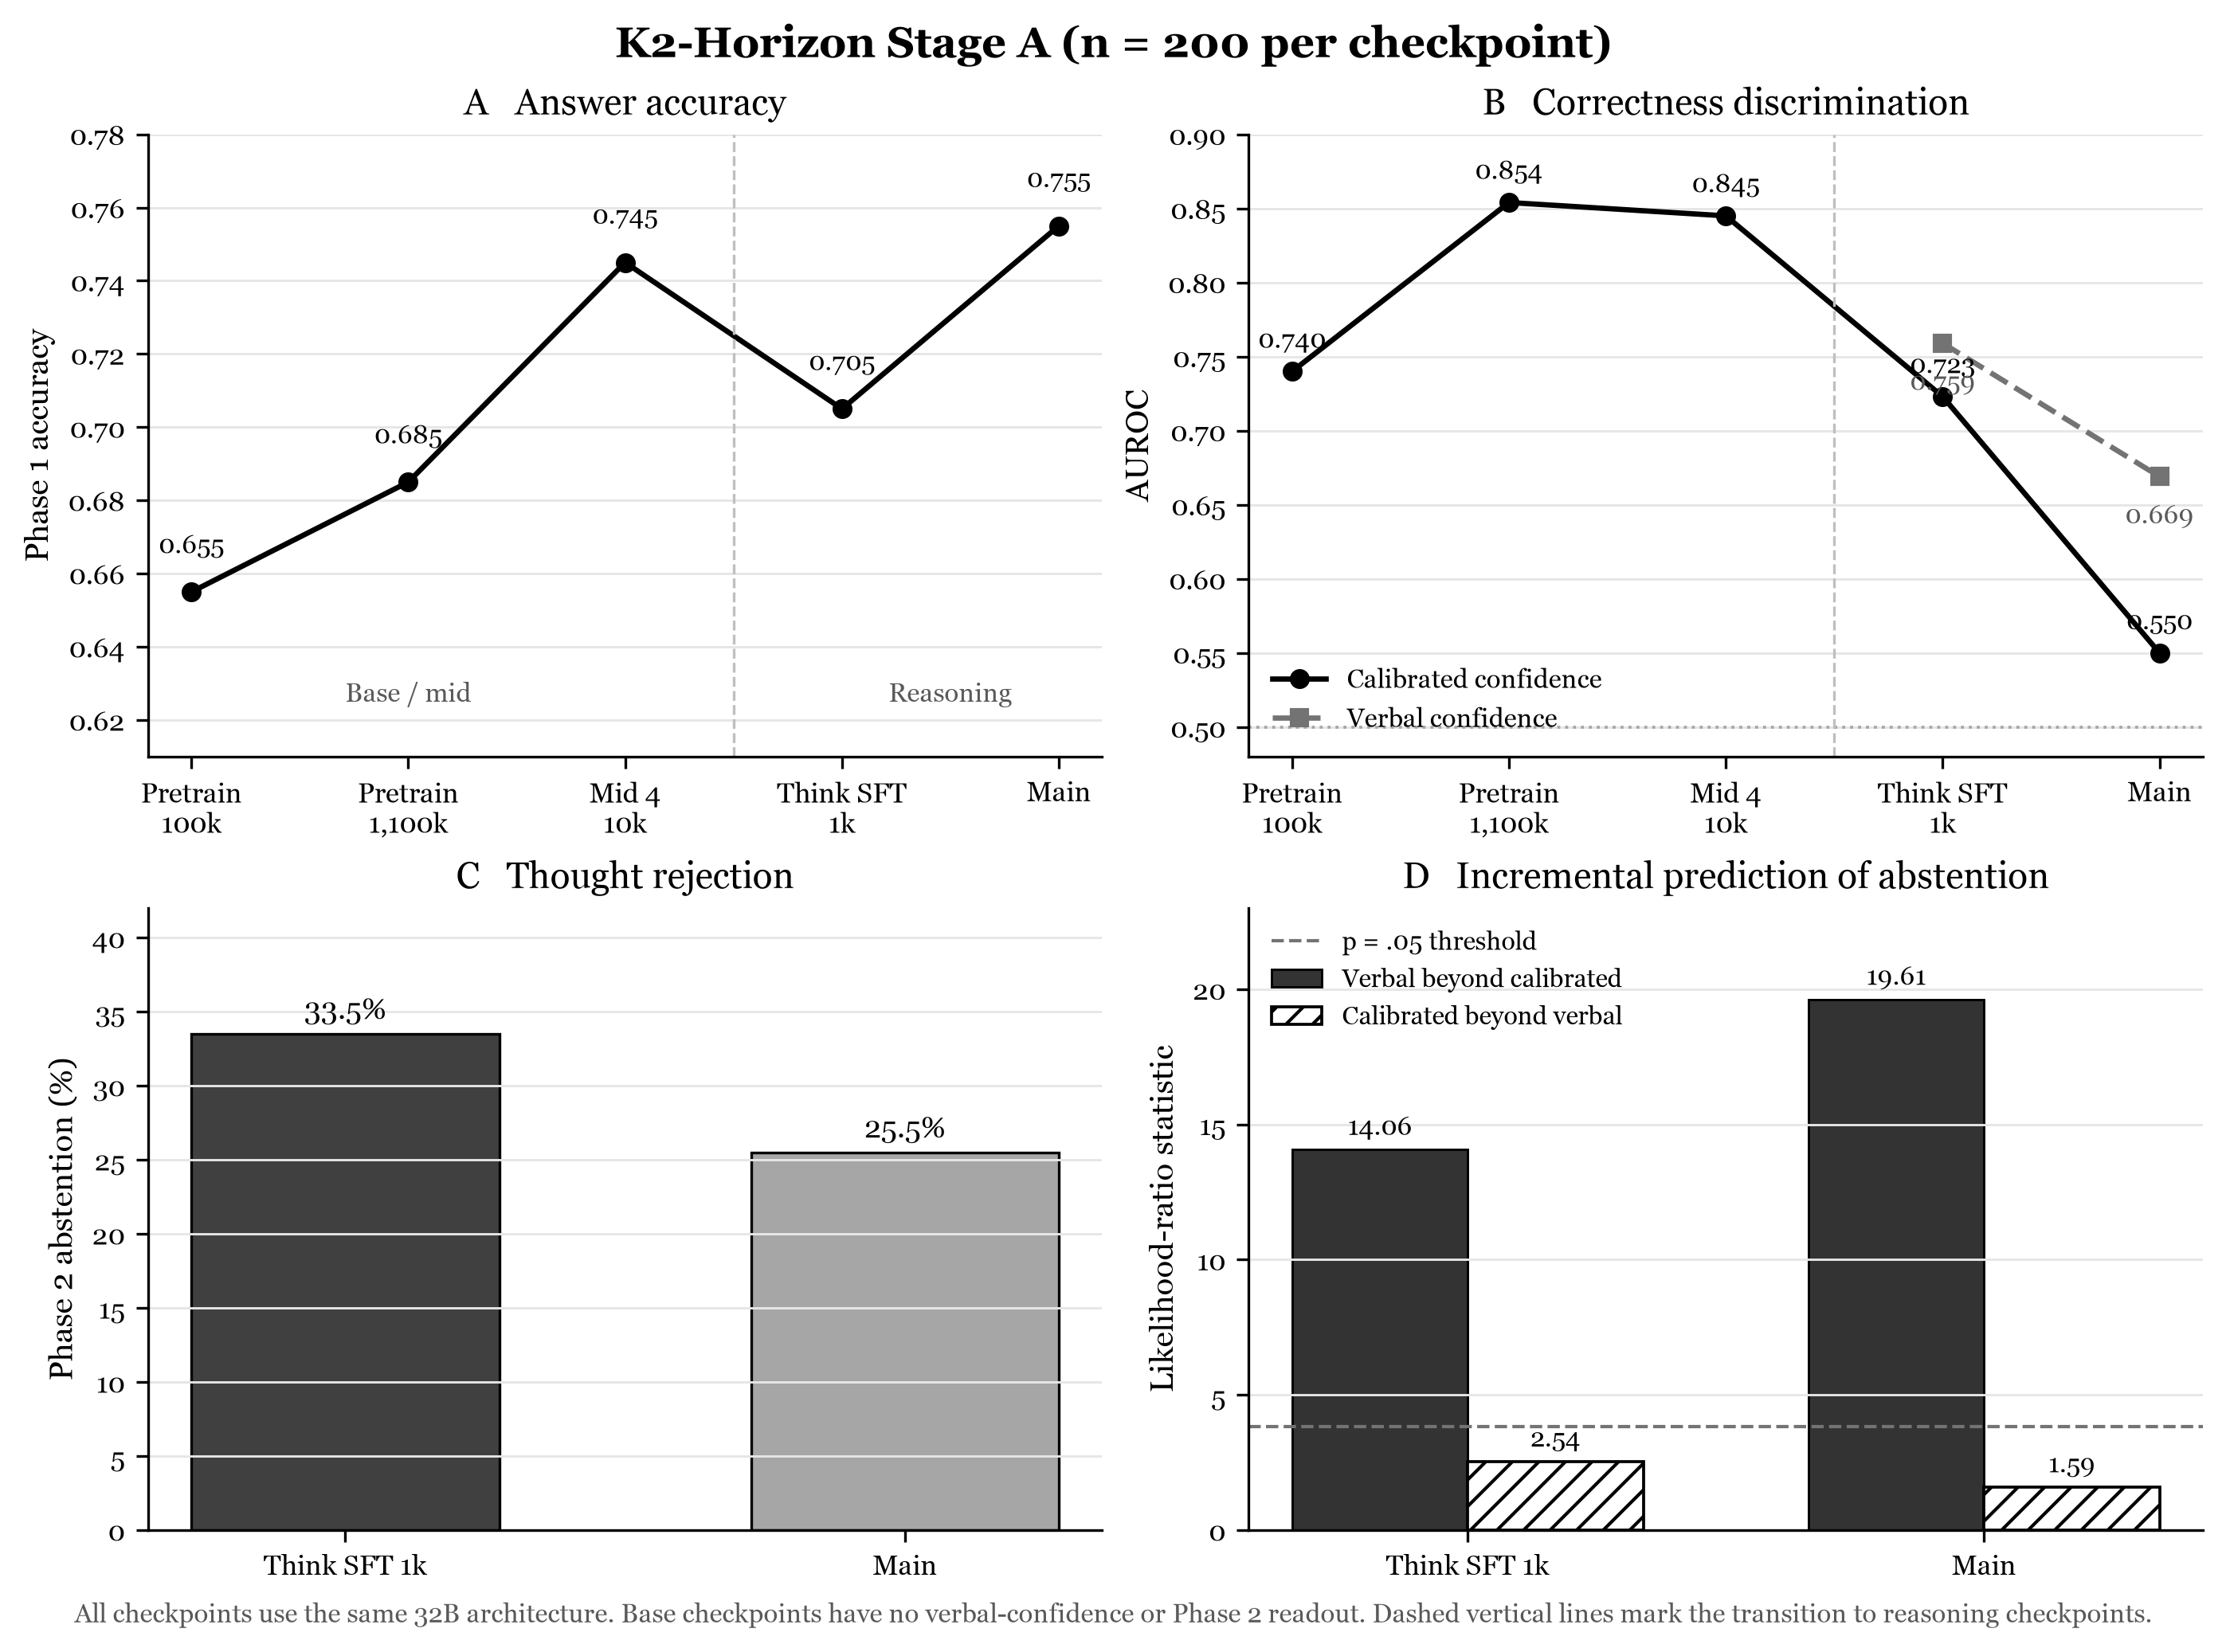 K2-Horizon Stage A (n = 200 per checkpoint)
A Answer accuracy
Phase 1 accuracy
0.78
0.76
0.74
0.72
0.70
0.68
0.66
0.64
0.62
0.655
0.685
0.745
0.705
0.755
Base / mid
Reasoning
Pretrain
100k
Pretrain
1,100k
Mid 4
10k
Think SFT
1k
Main
B Correctness discrimination
AUROC
0.90
0.85
0.80
0.75
0.70
0.65
0.60
0.55
0.50
0.740
0.854
0.845
0.723
0.759
0.669
0.550
Calibrated confidence
Verbal confidence
Pretrain
100k
Pretrain
1,100k
Mid 4
10k
Think SFT
1k
Main
C Thought rejection
Phase 2 abstention (%)
40
35
30
25
20
15
10
5
0
33.5%
25.5%
Think SFT 1k
Main
D Incremental prediction of abstention
Likelihood-ratio statistic
20
15
10
5
0
p = .05 threshold
Verbal beyond calibrated
Calibrated beyond verbal
14.06
2.54
19.61
1.59
Think SFT 1k
Main
All checkpoints use the same 32B architecture. Base checkpoints have no verbal-confidence or Phase 2 readout. Dashed vertical lines mark the transition to reasoning checkpoints.